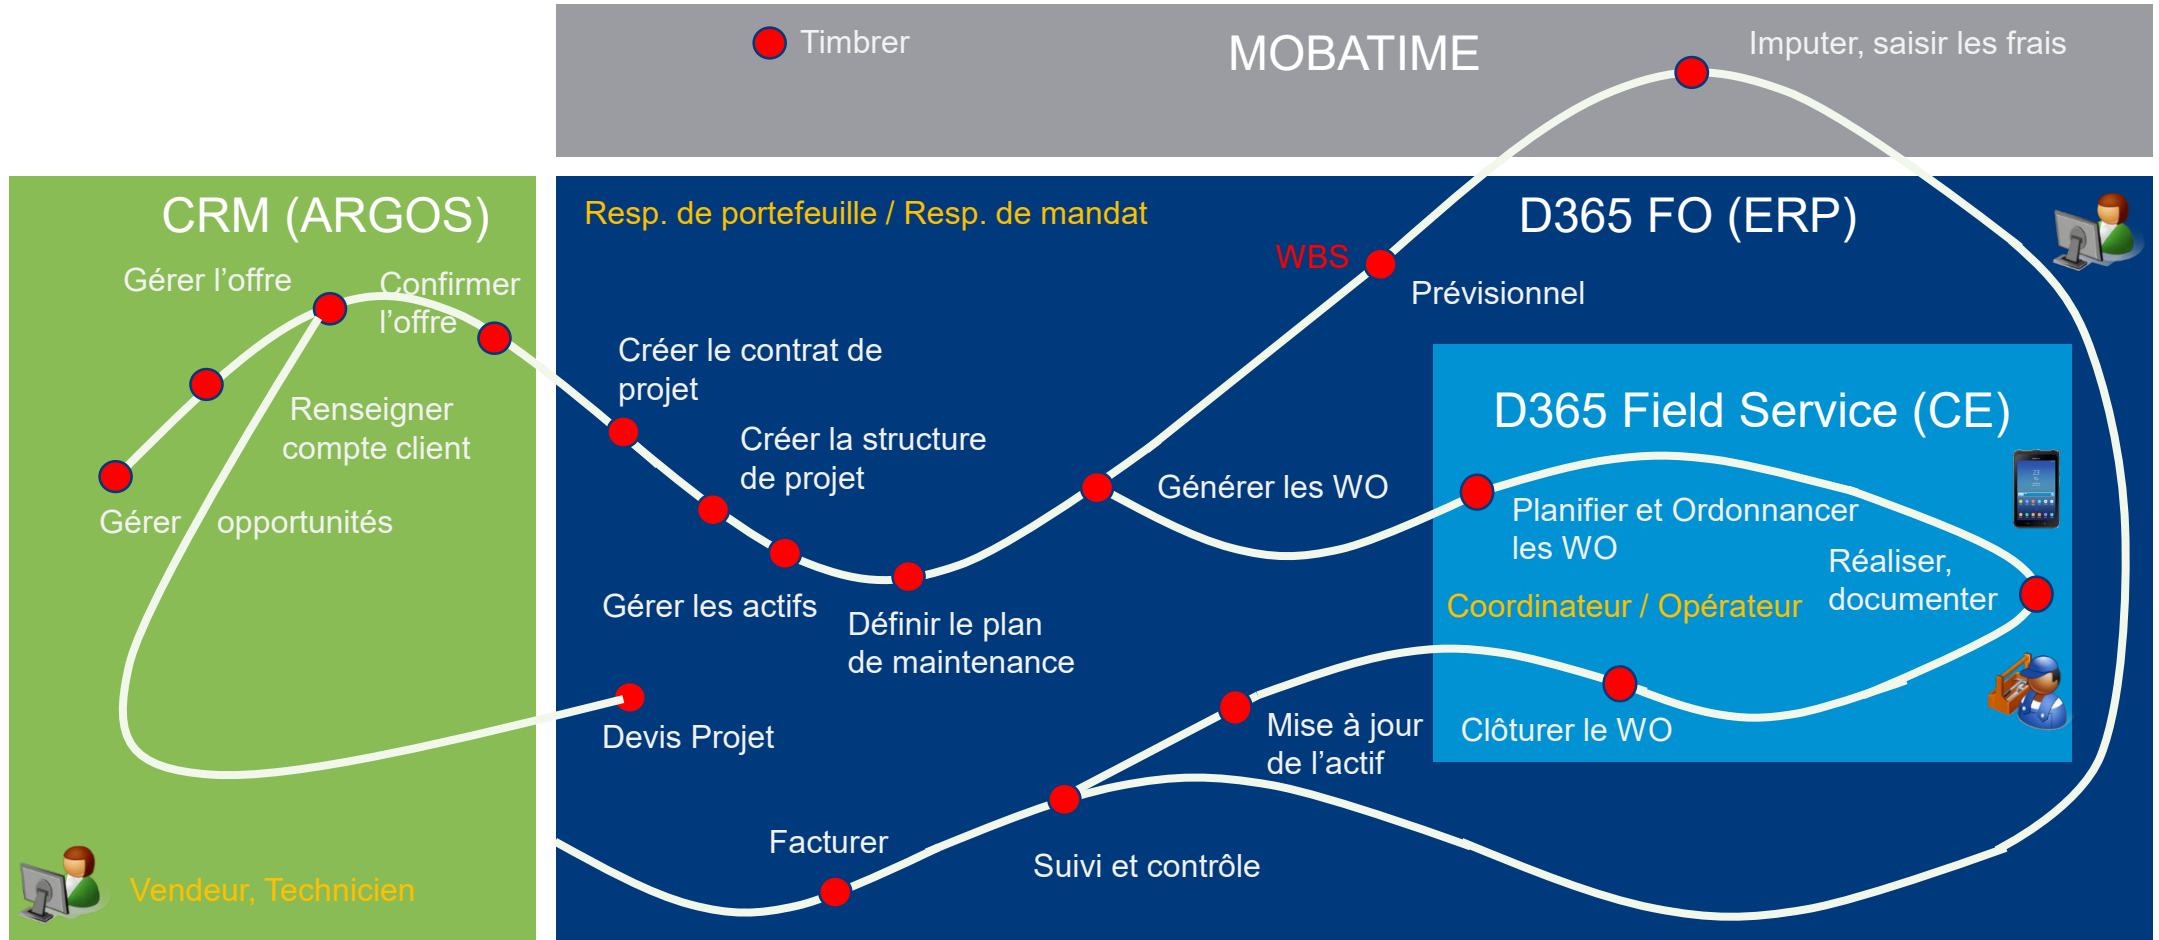 Timbrer
MOBATIME
Imputer, saisir les frais
CRM (ARGOS)
Gérer l’offre
Confirmer
l’offre
Renseigner
compte client
Gérer opportunités
Vendeur, Technicien
Resp. de portefeuille / Resp. de mandat
D365 FO (ERP)
WBS
Prévisionnel
Créer le contrat de
projet
Créer la structure
de projet
Générer les WO
Gérer les actifs
Définir le plan
de maintenance
Devis Projet
D365 Field Service (CE)
Planifier et Ordonnancer
les WO
Réaliser,
documenter
Coordinateur / Opérateur
Clôturer le WO
Mise à jour
de l’actif
Facturer
Suivi et contrôle